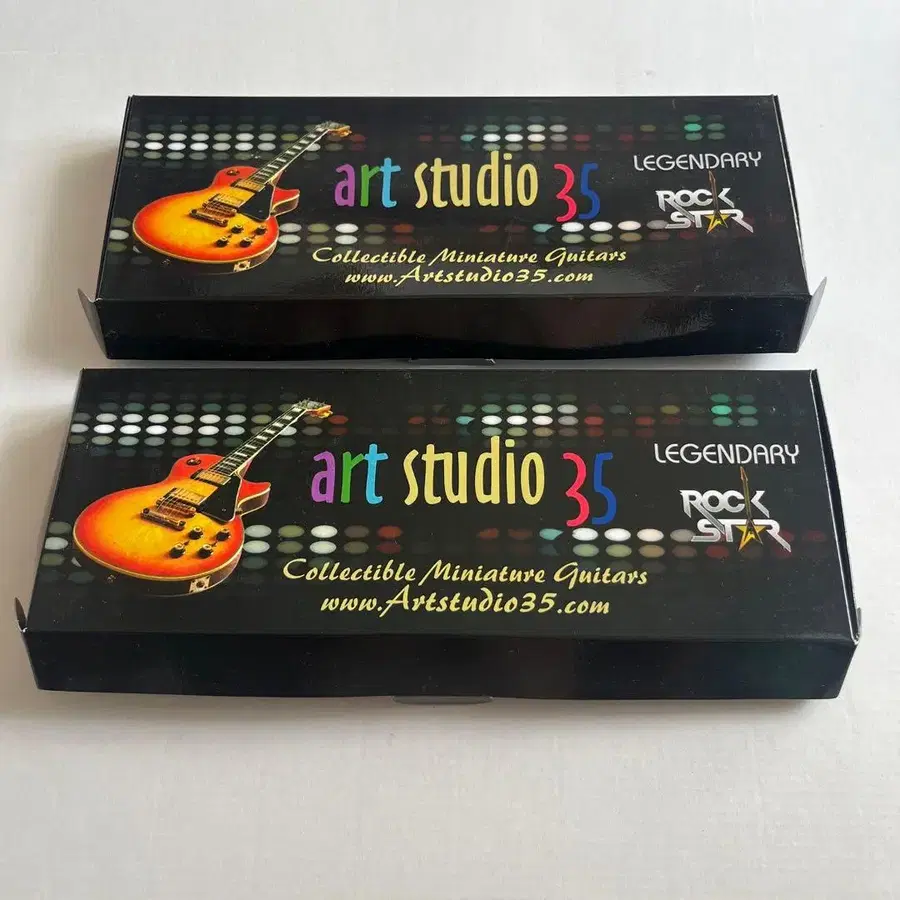 art studio 35
LEGENDARY
ROCK
STAR
Collectible Miniature Guitars
www.Artstudio35.com
art studio 35
LEGENDARY
ROCK
STAR
Collectible Miniature Guitars
www.Artstudio35.com